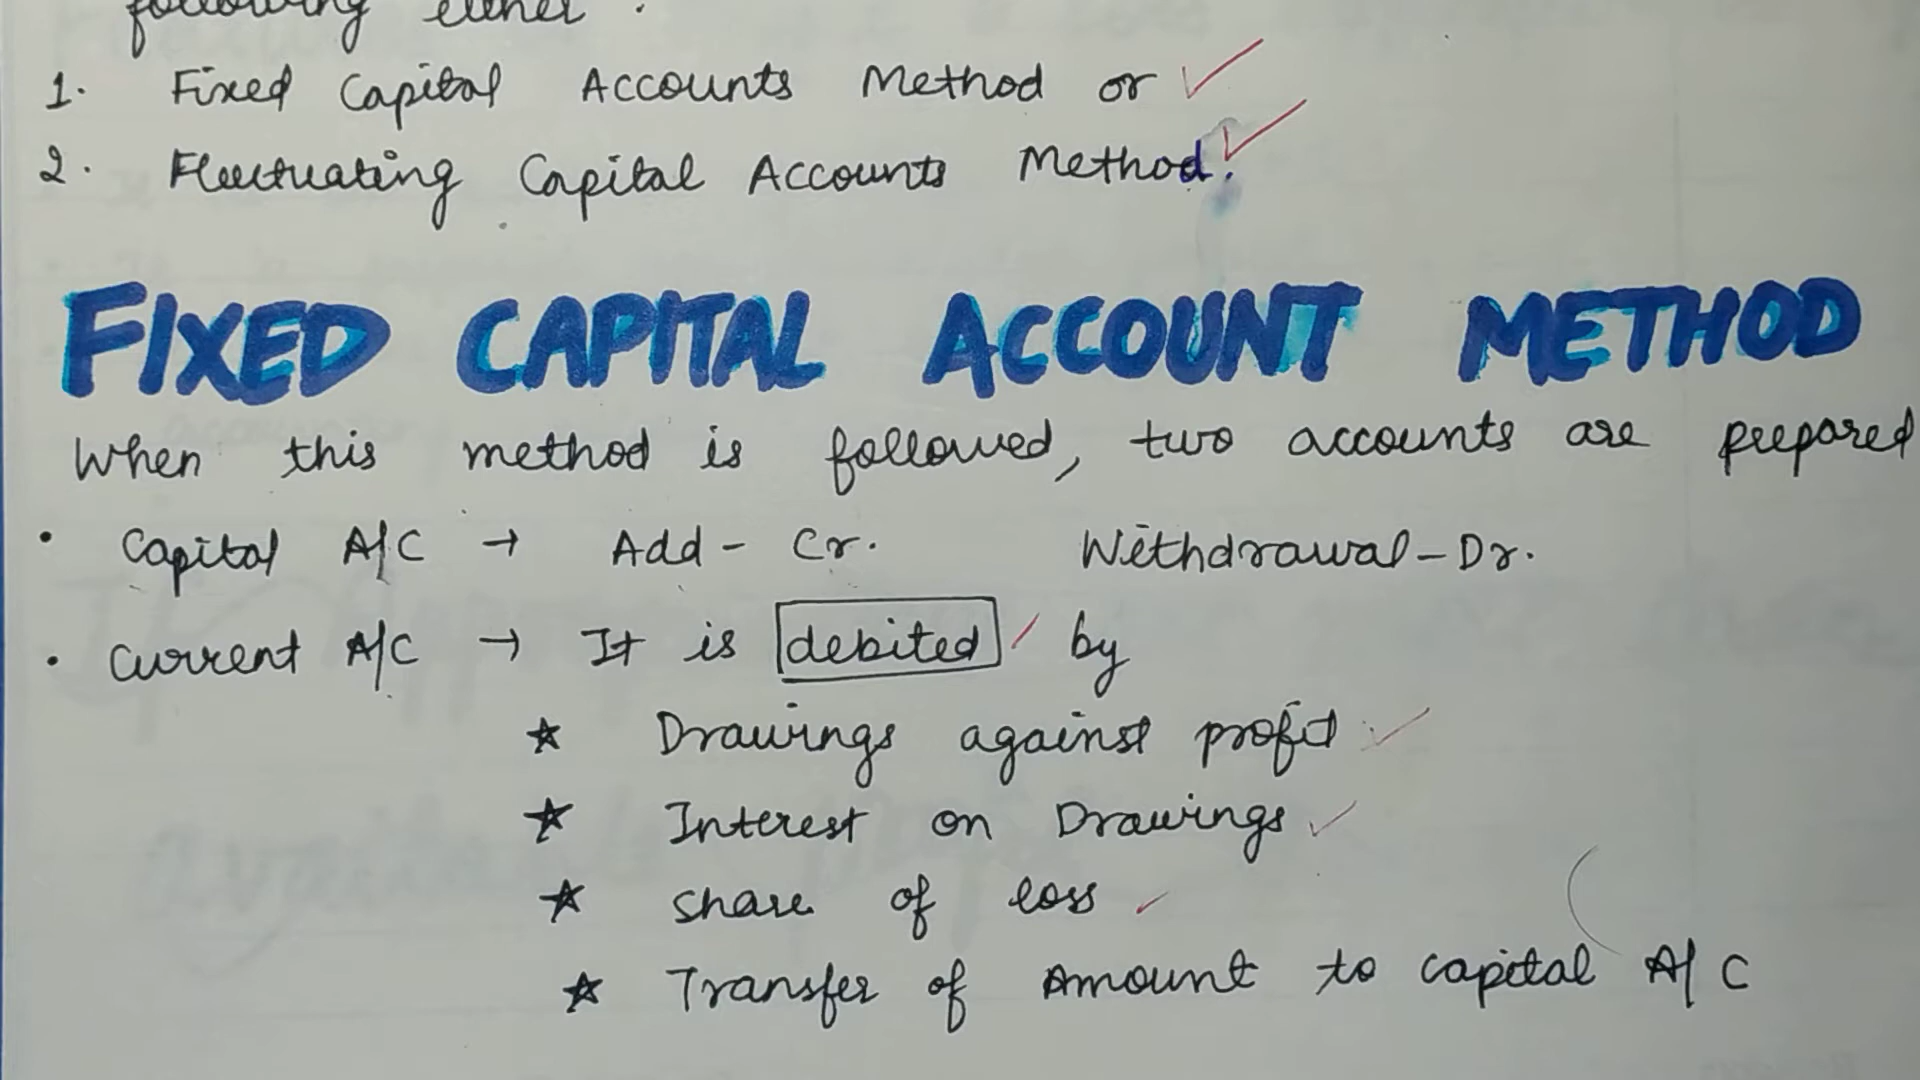 following either :
1. Fixed Capital Accounts Method or
2. Fluctuating Capital Accounts Method.
FIXED CAPITAL ACCOUNT METHOD
When this method is followed, two accounts are prepared
• Capital A/C → Add - Cr. Withdrawal - Dr.
• Current A/C → It is debited by
★ Drawings against profit
★ Interest on Drawings
★ Share of loss
★ Transfer of Amount to capital A/C